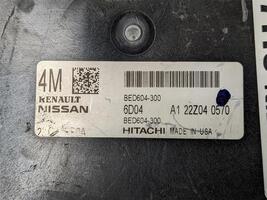 4M
RENAULT
NISSAN
BED604-300
6D04 A1 22Z04 0570
BED604-300
HITACHI MADE IN USA